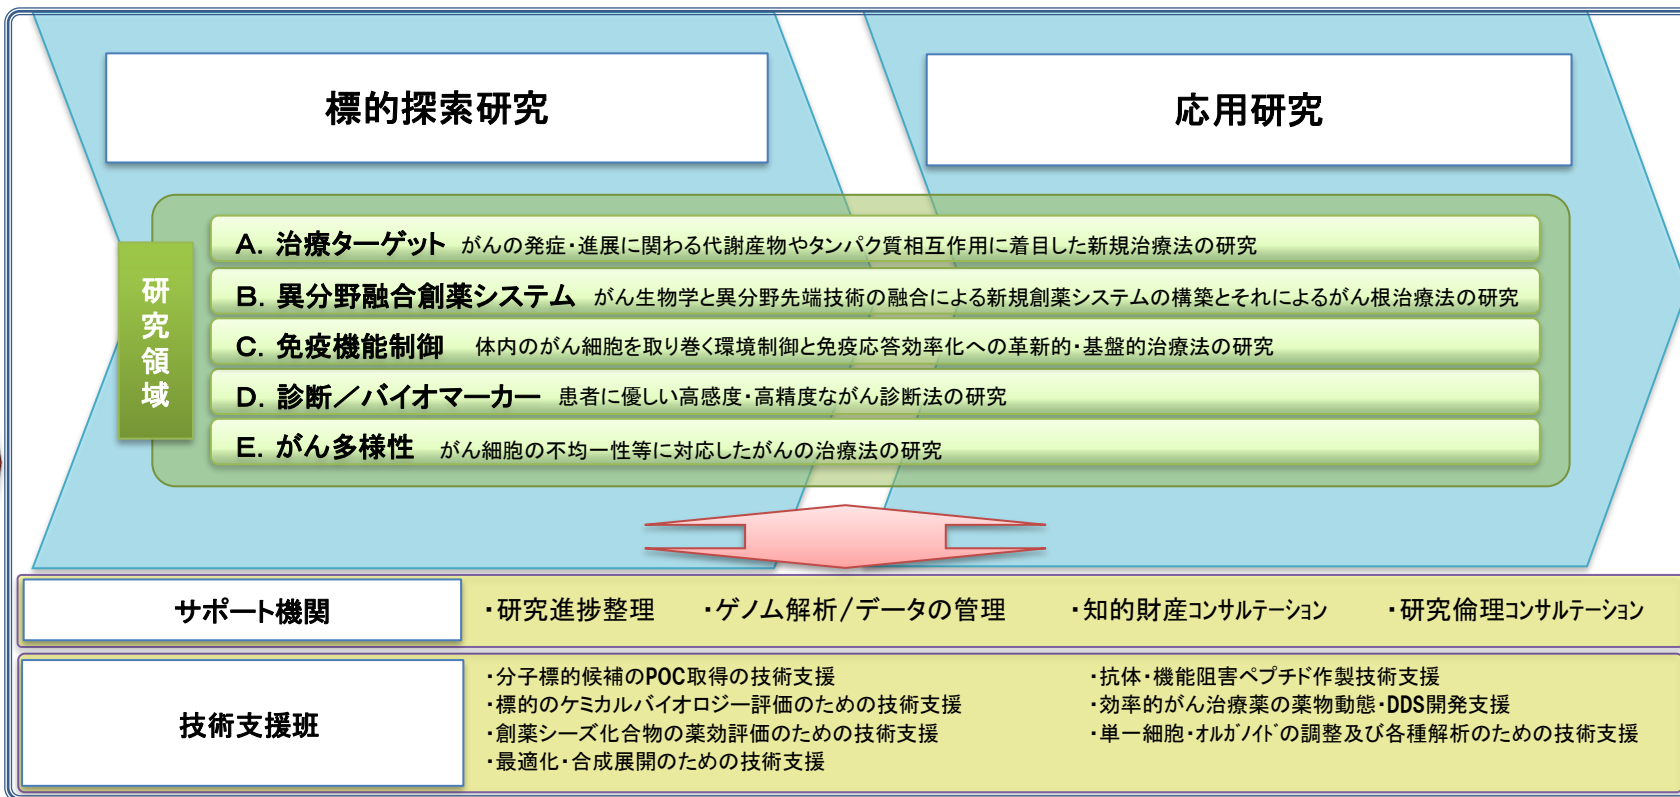 標的探索研究
応用研究
研究領域
A. 治療ターゲット がんの発症・進展に関わる代謝産物やタンパク質相互作用に着目した新規治療法の研究
B. 異分野融合創薬システム がん生物学と異分野先端技術の融合による新規創薬システムの構築とそれによるがん根治療法の研究
C. 免疫機能制御 体内のがん細胞を取り巻く環境制御と免疫応答効率化への革新的・基盤的治療法の研究
D. 診断／バイオマーカー 患者に優しい高感度・高精度ながん診断法の研究
E. がん多様性 がん細胞の不均一性等に対応したがんの治療法の研究
サポート機関
・研究進捗整理 ・ゲノム解析/データの管理 ・知的財産コンサルテーション ・研究倫理コンサルテーション
技術支援班
・分子標的候補のPOC取得の技術支援
・標的のケミカルバイオロジー評価のための技術支援
・創薬シーズ化合物の薬効評価のための技術支援
・最適化・合成展開のための技術支援
・抗体・機能阻害ペプチド作製技術支援
・効率的がん治療薬の薬物動態・DDS開発支援
・単一細胞・オルガノイドの調整及び各種解析のための技術支援